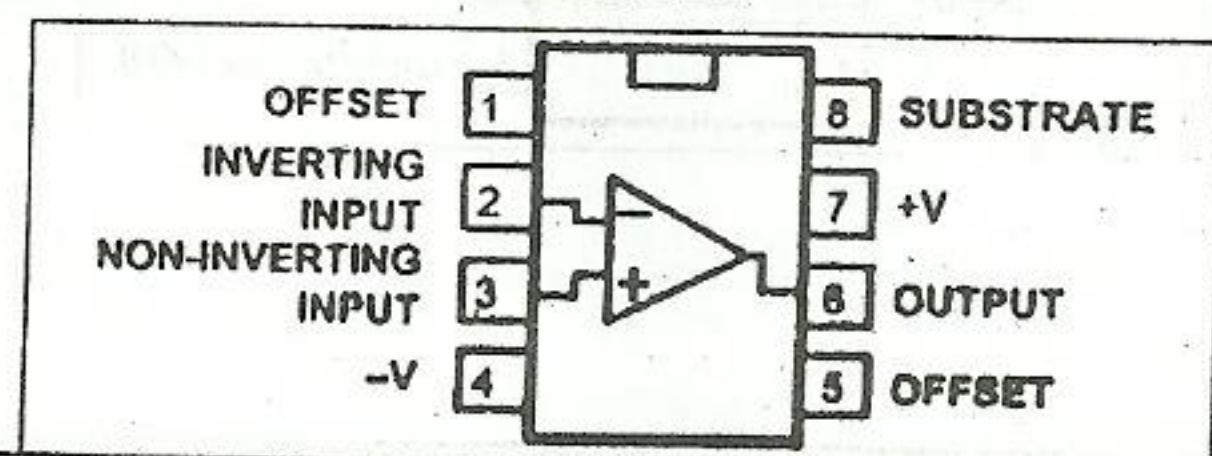 OFFSET 1
INVERTING
INPUT 2
NON-INVERTING
INPUT 3
–V 4
8 SUBSTRATE
7 +V
6 OUTPUT
5 OFFSET
− 
+